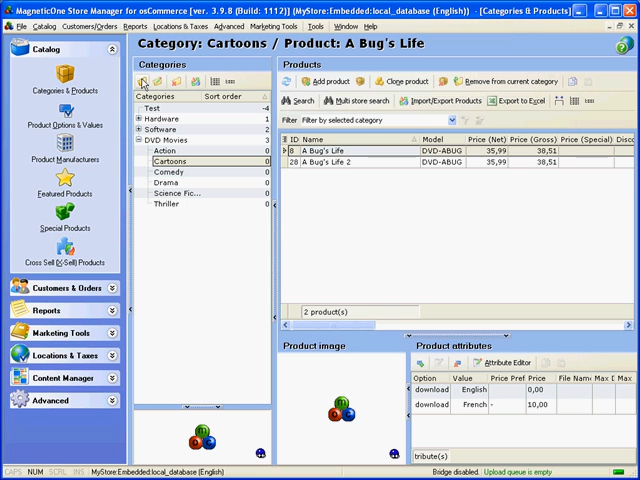 MagneticOne Store Manager for osCommerce [ver. 3.9.8 (Build: 1112)] (MyStore:Embedded:local_database (English)) - [Categories & Products]
File Catalog Customers/Orders Reports Locations & Taxes Advanced Marketing Tools Tools Window Help
Catalog
Categories & Products
Product Options & Values
Product Manufacturers
Featured Products
Special Products
Cross Sell (X-Sell) Products
Customers & Orders
Reports
Marketing Tools
Locations & Taxes
Content Manager
Advanced
Category: Cartoons / Product: A Bug's Life
Categories
Categories Sort order
Test -4
Hardware 1
Software 2
DVD Movies 3
Action 0
Cartoons 0
Comedy 0
Drama 0
Science Fic... 0
Thriller 0
Products
Add product Clone product Remove from current category
Search Multi store search Import/Export Products Export to Excel
Filter Filter by selected category
ID Name Model Price (Net) Price (Gross) Price (Special) Disco
8 A Bug's Life DVD-ABUG 35,99 38,51
28 A Bug's Life 2 DVD-ABUG 35,99 38,51
2 product(s)
Product image
Product attributes
Attribute Editor
Option Value Price Pref Price File Name Max D Max
download English 0,00
download French - 10,00
tribute(s)
CAPS NUM SCRL INS MyStore:Embedded:local_database (English) Bridge disabled. Upload queue is empty